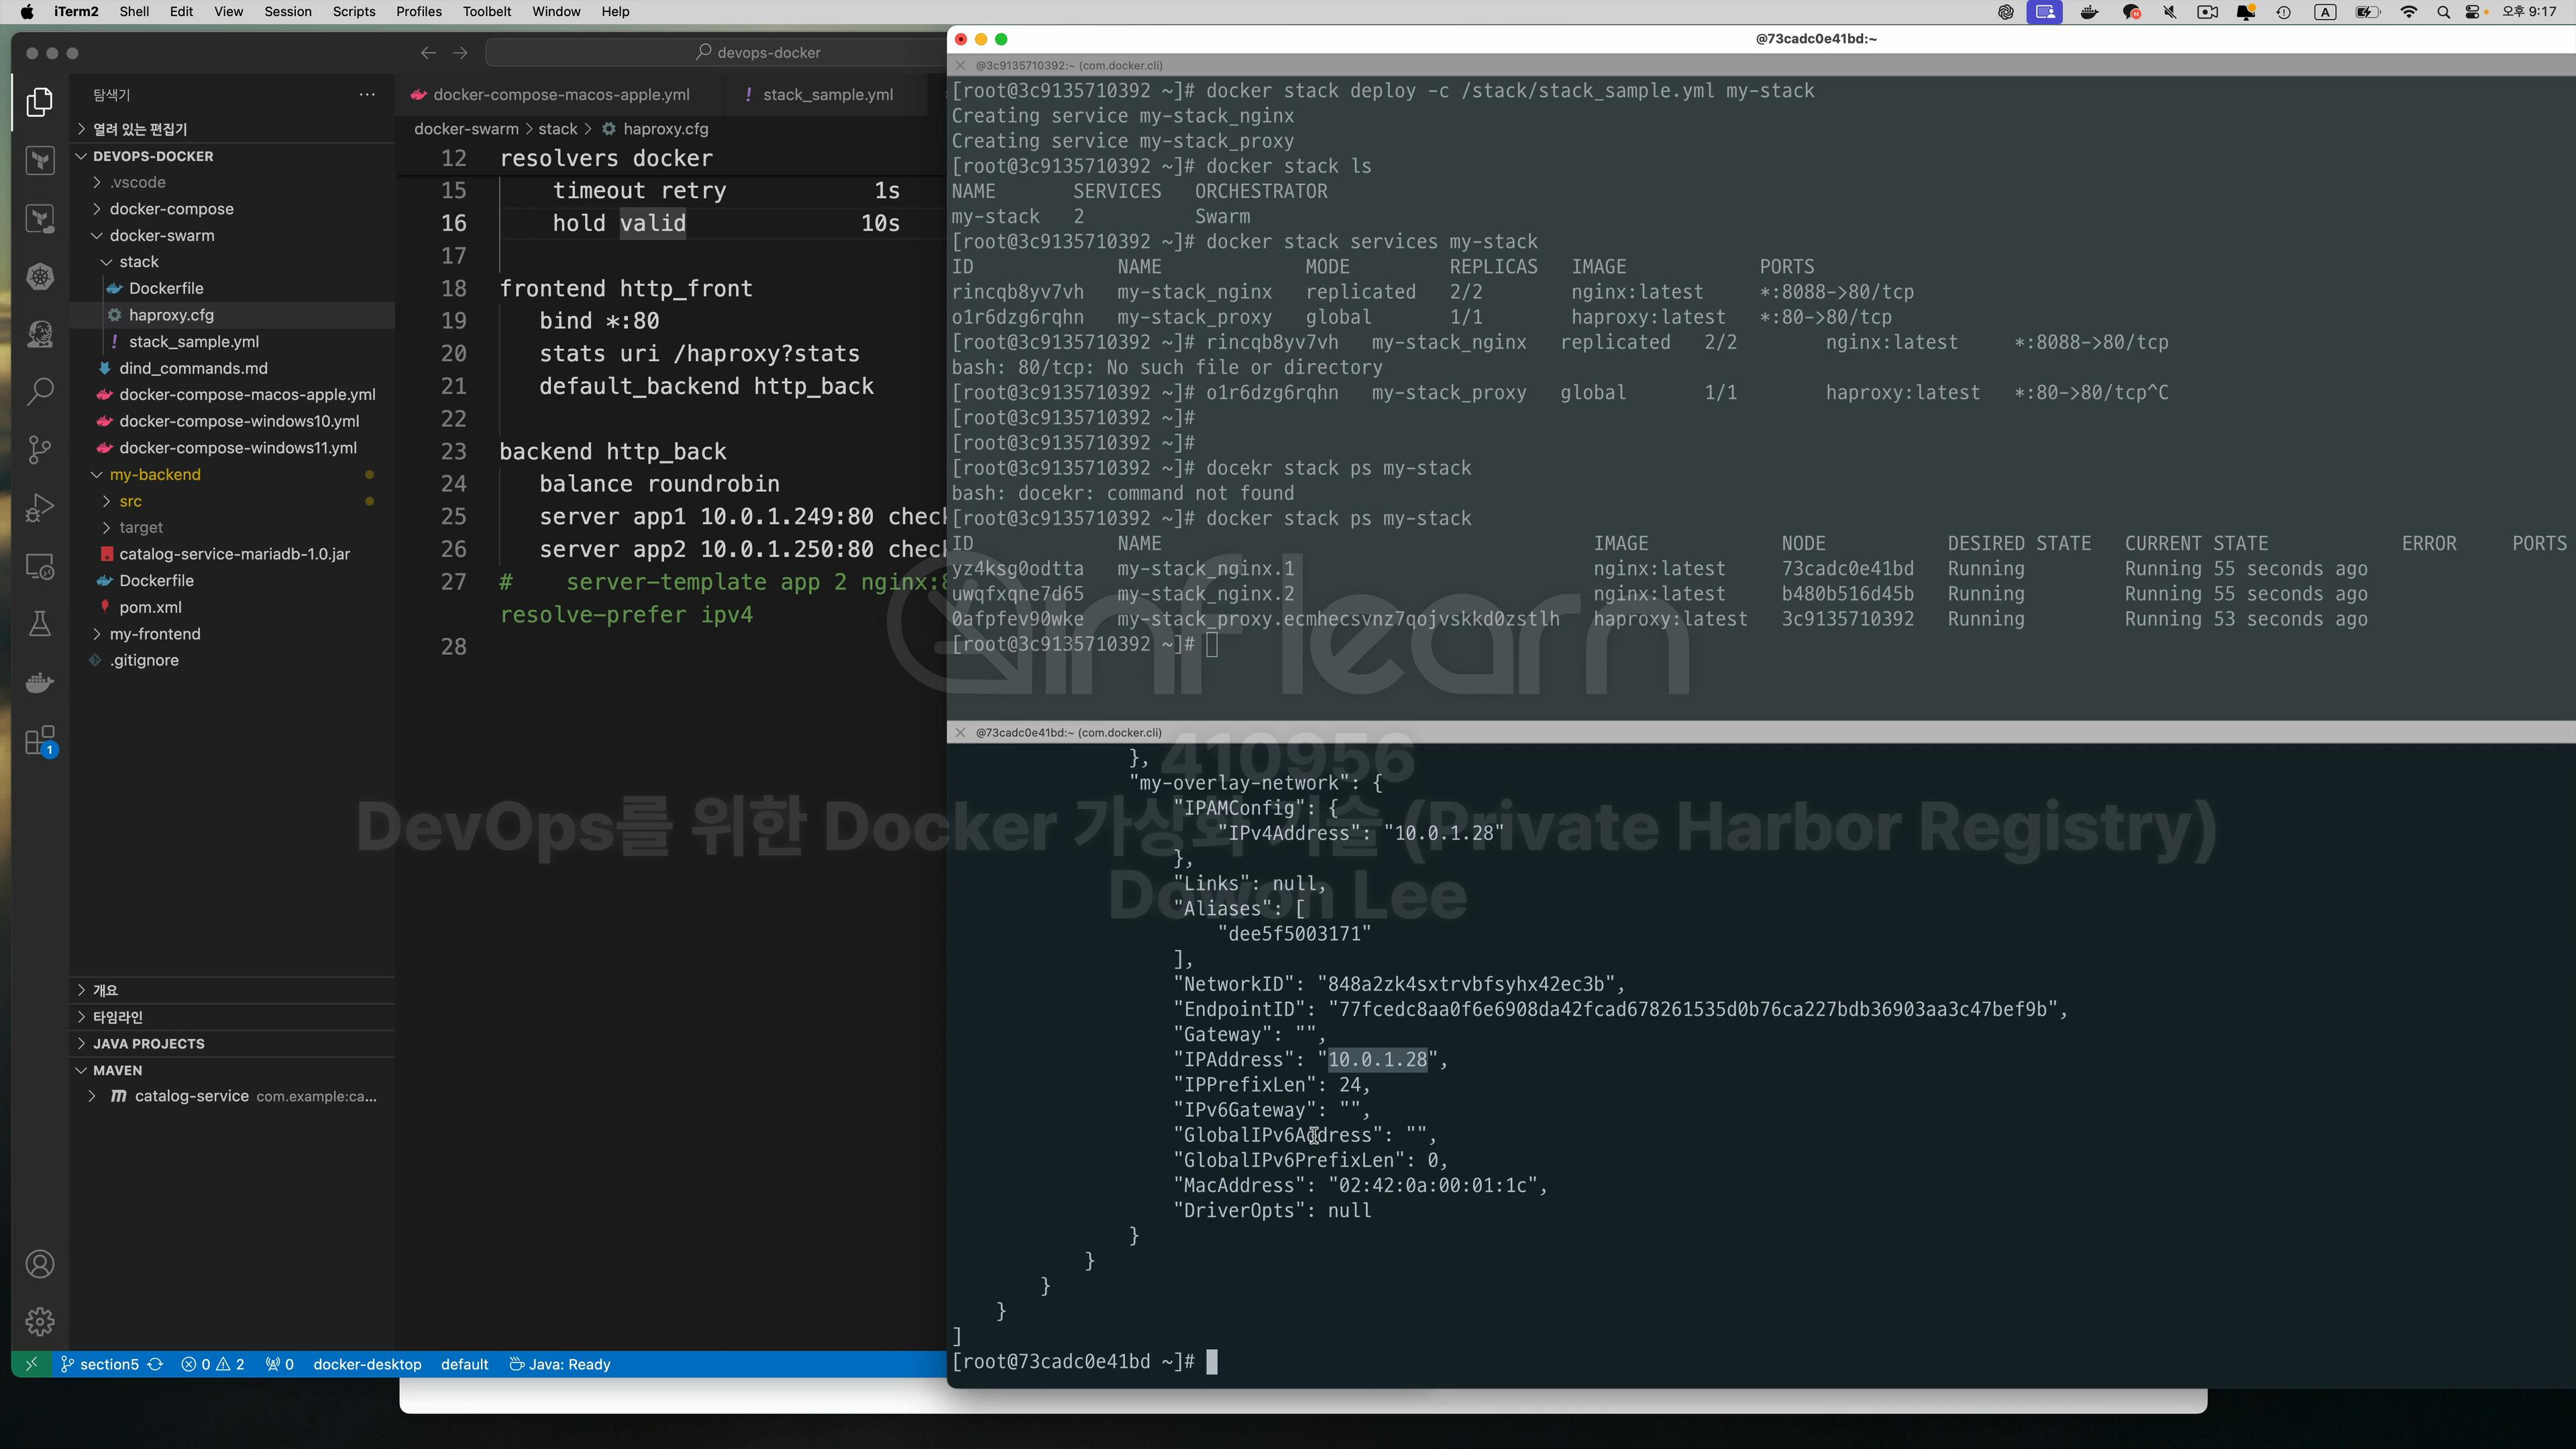 iTerm2 Shell Edit View Session Scripts Profiles Toolbelt Window Help
A 오후 9:17
devops-docker
탐색기
열려 있는 편집기
DEVOPS-DOCKER
.vscode
docker-compose
docker-swarm
stack
Dockerfile
haproxy.cfg
stack_sample.yml
dind_commands.md
docker-compose-macos-apple.yml
docker-compose-windows10.yml
docker-compose-windows11.yml
my-backend
src
target
catalog-service-mariadb-1.0.jar
Dockerfile
pom.xml
my-frontend
.gitignore
개요
타임라인
JAVA PROJECTS
MAVEN
catalog-service com.example:ca...
1
docker-compose-macos-apple.yml ! stack_sample.yml
docker-swarm > stack > haproxy.cfg
12 resolvers docker
15 timeout retry 1s
16 hold valid 10s
17
18 frontend http_front
19 bind *:80
20 stats uri /haproxy?stats
21 default_backend http_back
22
23 backend http_back
24 balance roundrobin
25 server app1 10.0.1.249:80 check
26 server app2 10.0.1.250:80 check
27 # server-template app 2 nginx:8
resolve-prefer ipv4
28
section5 0 2 0 docker-desktop default Java: Ready
@73cadc0e41bd:~
@3c9135710392:~ (com.docker.cli)
[root@3c9135710392 ~]# docker stack deploy -c /stack/stack_sample.yml my-stack
Creating service my-stack_nginx
Creating service my-stack_proxy
[root@3c9135710392 ~]# docker stack ls
NAME SERVICES ORCHESTRATOR
my-stack 2 Swarm
[root@3c9135710392 ~]# docker stack services my-stack
ID NAME MODE REPLICAS IMAGE PORTS
rincqb8yv7vh my-stack_nginx replicated 2/2 nginx:latest *:8088->80/tcp
o1r6dzg6rqhn my-stack_proxy global 1/1 haproxy:latest *:80->80/tcp
[root@3c9135710392 ~]# rincqb8yv7vh my-stack_nginx replicated 2/2 nginx:latest *:8088->80/tcp
bash: 80/tcp: No such file or directory
[root@3c9135710392 ~]# o1r6dzg6rqhn my-stack_proxy global 1/1 haproxy:latest *:80->80/tcp^C
[root@3c9135710392 ~]#
[root@3c9135710392 ~]#
[root@3c9135710392 ~]# docekr stack ps my-stack
bash: docekr: command not found
[root@3c9135710392 ~]# docker stack ps my-stack
ID NAME IMAGE NODE DESIRED STATE CURRENT STATE ERROR PORTS
yz4ksg0odtta my-stack_nginx.1 nginx:latest 73cadc0e41bd Running Running 55 seconds ago
uwqfxqne7d65 my-stack_nginx.2 nginx:latest b480b516d45b Running Running 55 seconds ago
0afpfev90wke my-stack_proxy.ecmhecsvnz7qojvskkd0zstlh haproxy:latest 3c9135710392 Running Running 53 seconds ago
[root@3c9135710392 ~]#
@73cadc0e41bd:~ (com.docker.cli)
},
"my-overlay-network": {
"IPAMConfig": {
"IPv4Address": "10.0.1.28"
},
"Links": null,
"Aliases": [
"dee5f5003171"
],
"NetworkID": "848a2zk4sxtrvbfsyhx42ec3b",
"EndpointID": "77fcedc8aa0f6e6908da42fcad678261535d0b76ca227bdb36903aa3c47bef9b",
"Gateway": "",
"IPAddress": "10.0.1.28",
"IPPrefixLen": 24,
"IPv6Gateway": "",
"GlobalIPv6Address": "",
"GlobalIPv6PrefixLen": 0,
"MacAddress": "02:42:0a:00:01:1c",
"DriverOpts": null
}
}
}
}
]
[root@73cadc0e41bd ~]#
inflearn
410956
DevOps를 위한 Docker 가상화기술 (Private Harbor Registry)
Dowon Lee